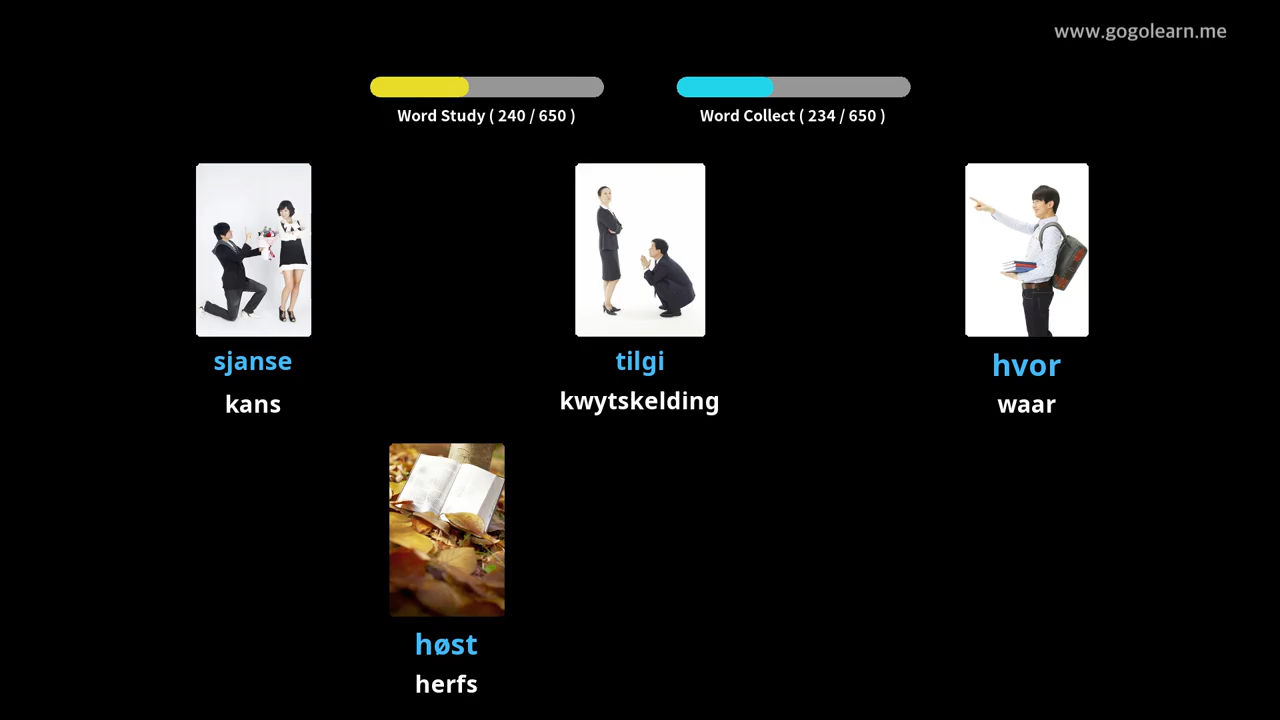 www.gogolearn.me
Word Study ( 240 / 650 )
Word Collect ( 234 / 650 )
sjanse
kans
tilgi
kwytskelding
hvor
waar
høst
herfs